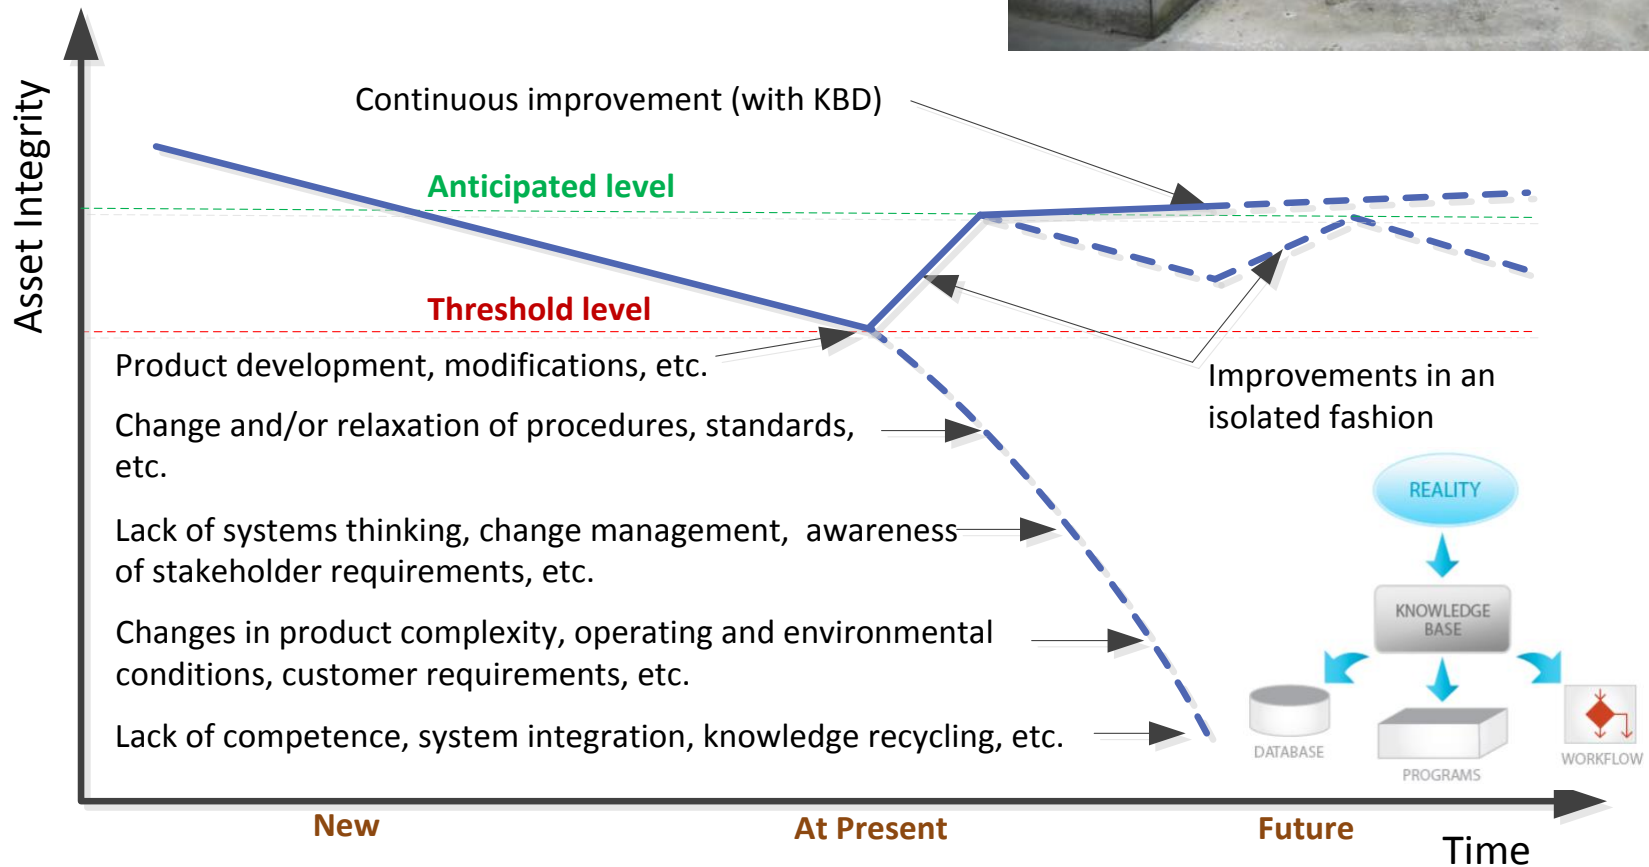 Asset Integrity
Continuous improvement (with KBD)
Anticipated level
Threshold level
Product development, modifications, etc.
Change and/or relaxation of procedures, standards,
etc.
Lack of systems thinking, change management, awareness
of stakeholder requirements, etc.
Changes in product complexity, operating and environmental
conditions, customer requirements, etc.
Lack of competence, system integration, knowledge recycling, etc.
Improvements in an
isolated fashion
REALITY
KNOWLEDGE
BASE
DATABASE
PROGRAMS
WORKFLOW
New
At Present
Future
Time